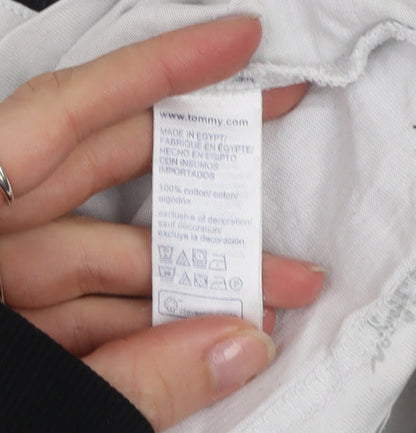 www.tommy.com
MADE IN EGYPT/
FABRIQUÉ EN ÉGYPTE/
HECHO EN EGIPTO
CON INSUMOS
IMPORTADOS
100% cotton/coton/
algodón
exclusive of decoration/
sauf décoration/
excluye la decoración